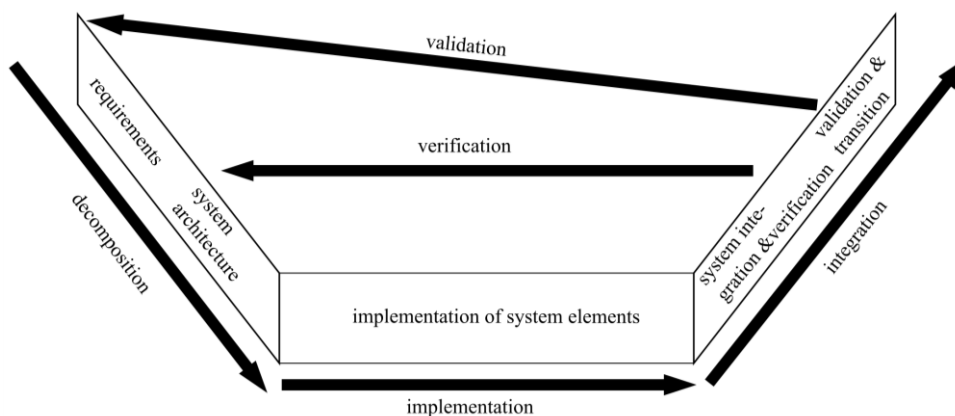 validation
verification
requirements
system
architecture
decomposition
implementation of system elements
implementation
system inte-
gration &verification
validation &
transition
integration